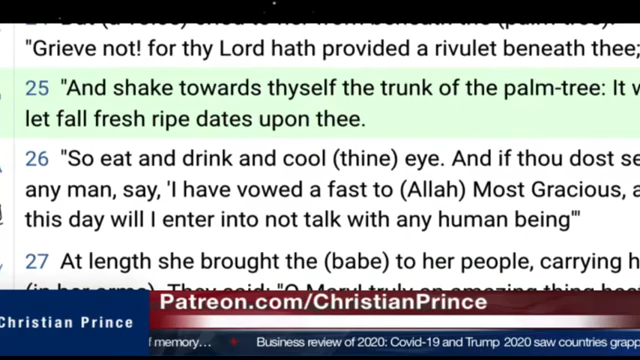 "Grieve not! for thy Lord hath provided a rivulet beneath thee;
25 "And shake towards thyself the trunk of the palm-tree: It
let fall fresh ripe dates upon thee.
26 "So eat and drink and cool (thine) eye. And if thou dost
any man, say, 'I have vowed a fast to (Allah) Most Gracious,
this day will I enter into not talk with any human being'"
27 At length she brought the (babe) to her people, carrying
Patreon.com/ChristianPrince
Christian Prince
of memory... Business review of 2020: Covid-19 and Trump 2020 saw countries